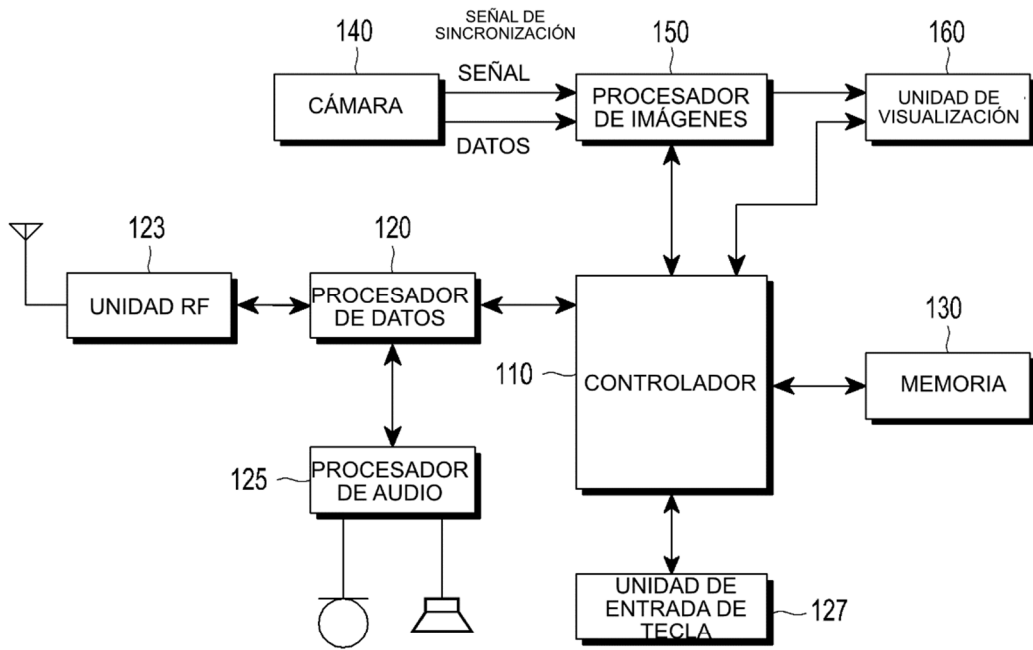 SEÑAL DE
SINCRONIZACIÓN
140
150
160
SEÑAL
CÁMARA
PROCESADOR
DE IMÁGENES
UNIDAD DE
VISUALIZACIÓN
DATOS
123
120
UNIDAD RF
PROCESADOR
DE DATOS
130
110
CONTROLADOR
MEMORIA
125
PROCESADOR
DE AUDIO
UNIDAD DE
ENTRADA DE
TECLA
127